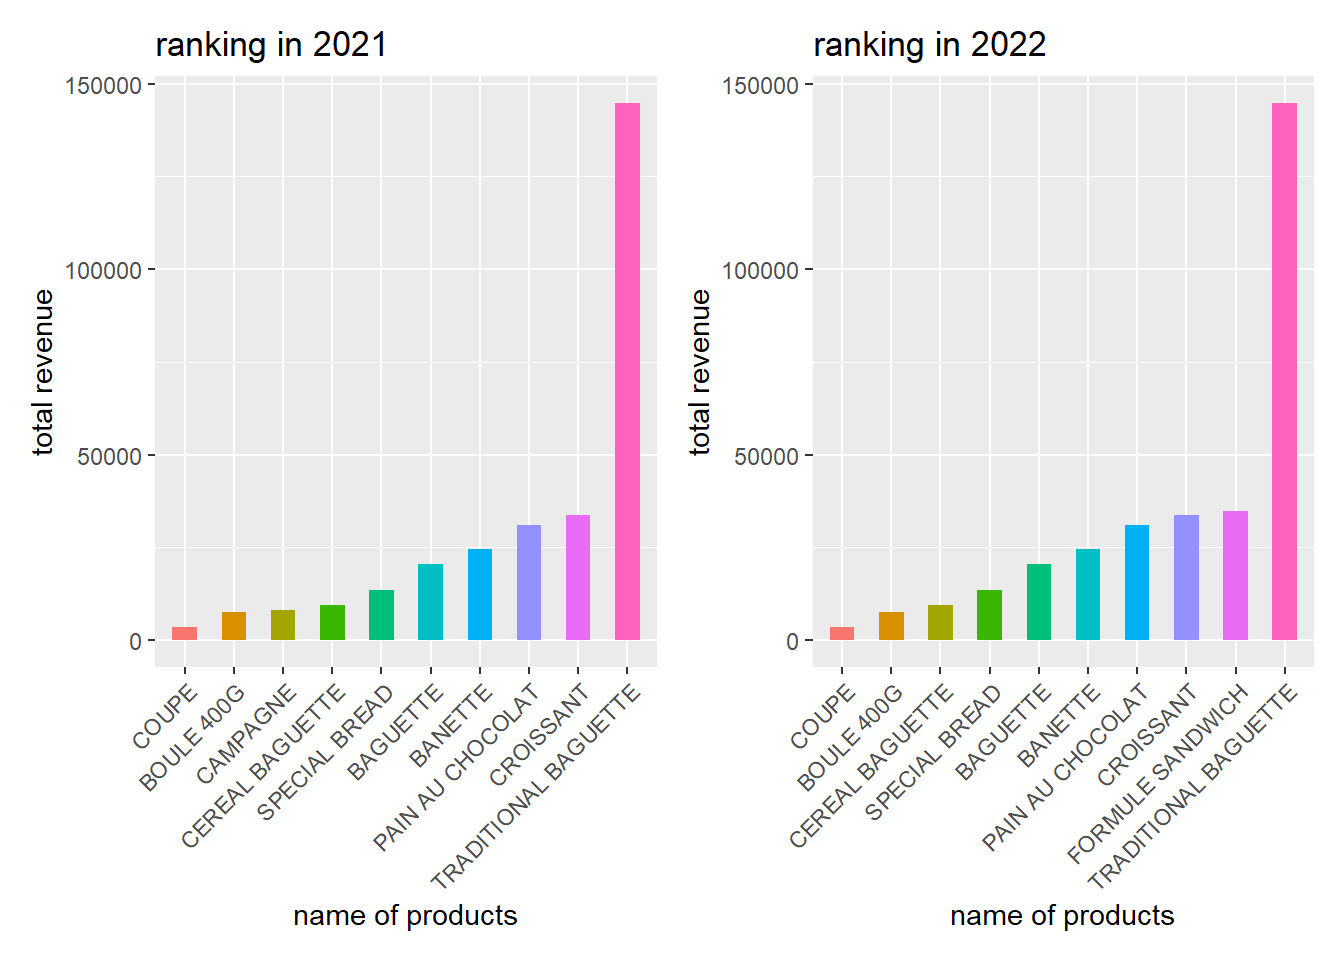 ranking in 2021
150000
100000
50000
0
total revenue
COUPE
BOULE 400G
CAMPAGNE
CEREAL BAGUETTE
SPECIAL BREAD
BAGUETTE
BANETTE
PAIN AU CHOCOLAT
CROISSANT
TRADITIONAL BAGUETTE
name of products
ranking in 2022
150000
100000
50000
0
total revenue
COUPE
BOULE 400G
CEREAL BAGUETTE
SPECIAL BREAD
BAGUETTE
BANETTE
PAIN AU CHOCOLAT
CROISSANT
FORMULE SANDWICH
TRADITIONAL BAGUETTE
name of products